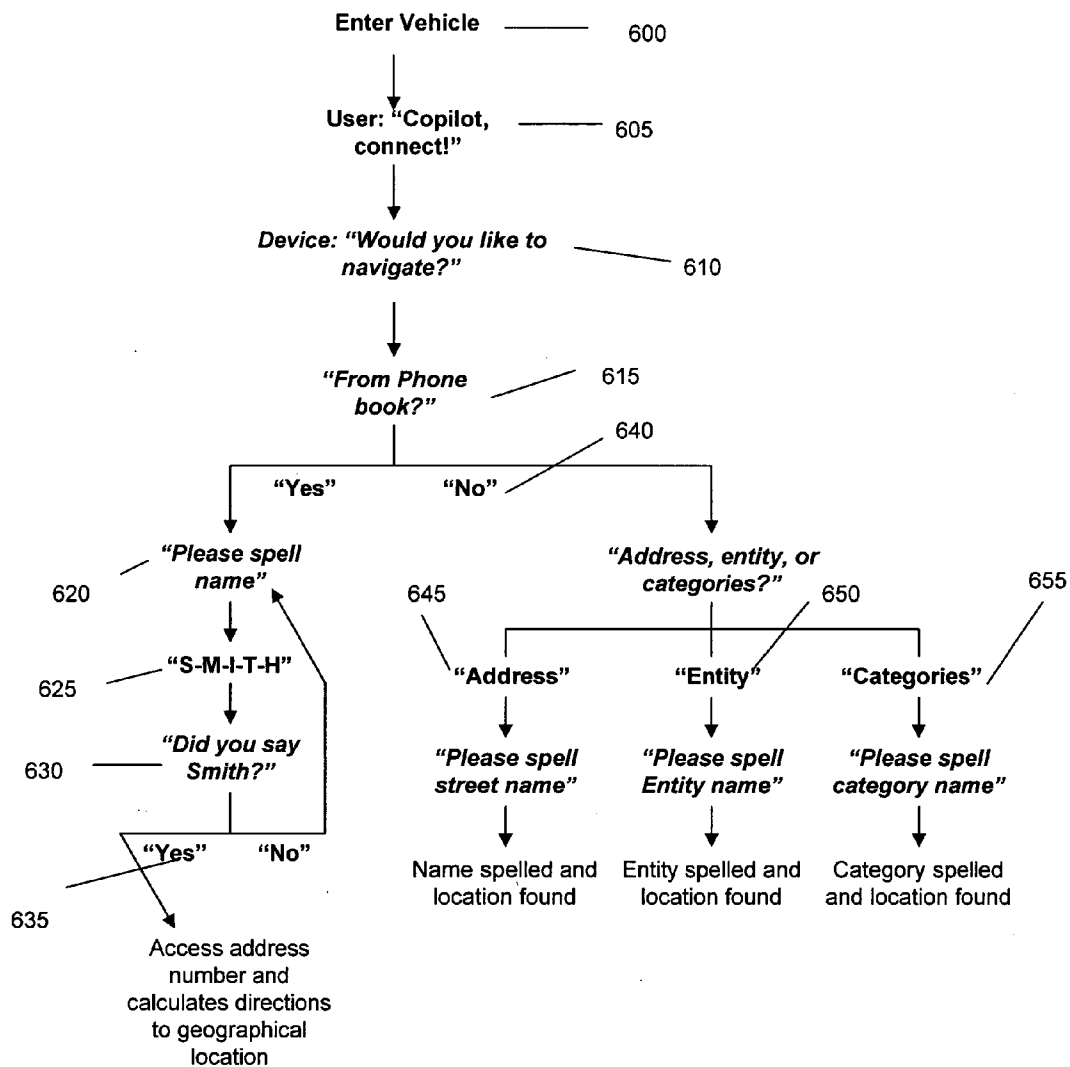 Enter Vehicle
600
User: “Copilot,
connect!”
605
Device: “Would you like to
navigate?”
610
“From Phone
book?”
615
640
“Yes”
“No”
“Please spell
name”
620
“S-M-I-T-H”
625
“Did you say
Smith?”
630
“Yes”
“No”
635
Access address
number and
calculates directions
to geographical
location
“Address, entity, or
categories?”
645
650
655
“Address”
“Entity”
“Categories”
“Please spell
street name”
“Please spell
Entity name”
“Please spell
category name”
Name spelled and
location found
Entity spelled and
location found
Category spelled
and location found